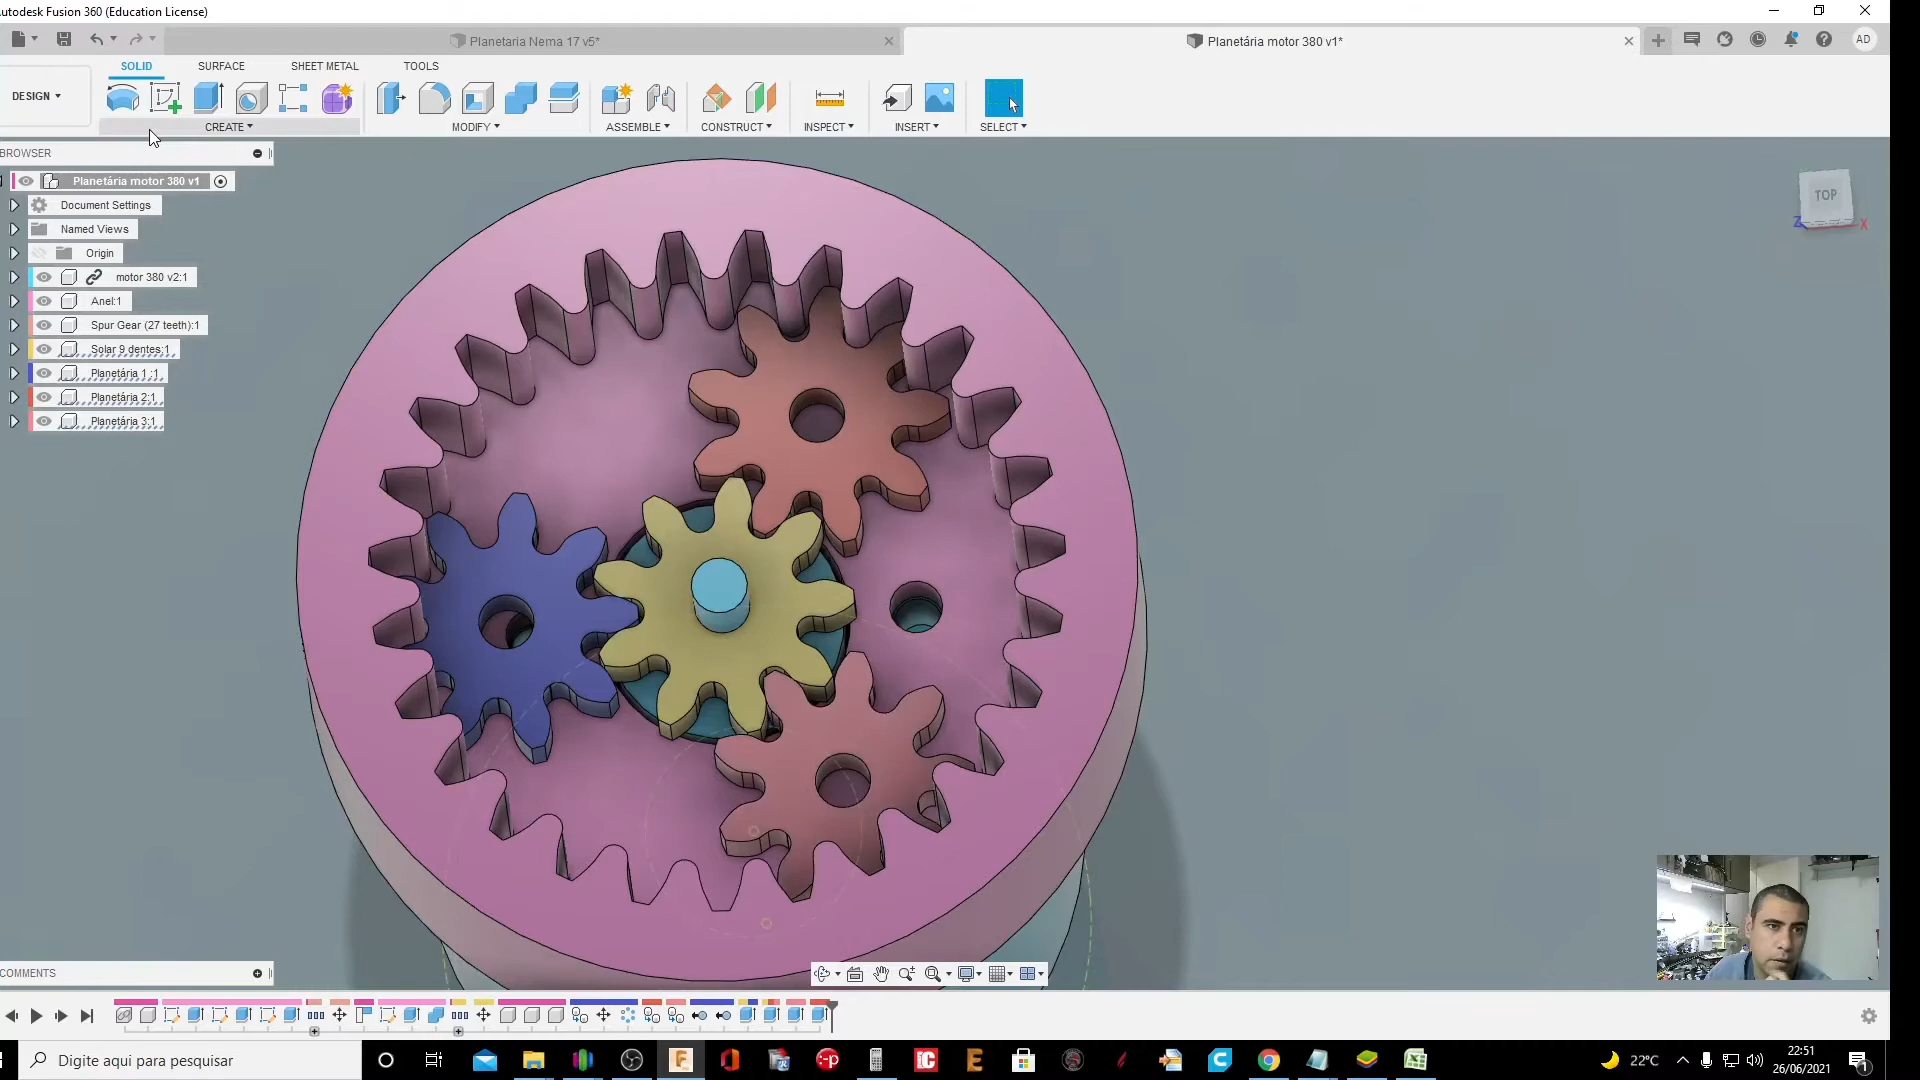 utodesk Fusion 360 (Education License)
Planetaria Nema 17 v5*
Planetária motor 380 v1*
AD
SOLID
SURFACE
SHEET METAL
TOOLS
DESIGN
CREATE
MODIFY
ASSEMBLE
CONSTRUCT
INSPECT
INSERT
SELECT
BROWSER
Planetária motor 380 v1
Document Settings
Named Views
Origin
motor 380 v2:1
Anel:1
Spur Gear (27 teeth):1
Solar 9 dentes:1
Planetária 1 :1
Planetária 2:1
Planetária 3:1
TOP
Z
X
COMMENTS
Digite aqui para pesquisar
22°C
22:51
26/06/2021
1